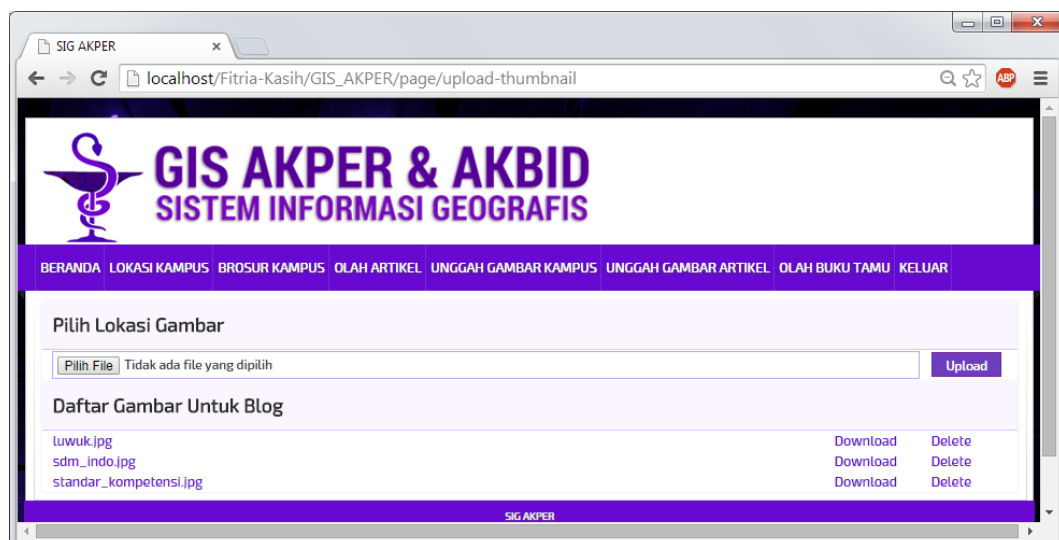 SIG AKPER
localhost/Fitria-Kasih/GIS_AKPER/page/upload-thumbnail
ABP
GIS AKPER & AKBID
SISTEM INFORMASI GEOGRAFIS
BERANDA LOKASI KAMPUS BROSUR KAMPUS OLAH ARTIKEL UNGGAH GAMBAR KAMPUS UNGGAH GAMBAR ARTIKEL OLAH BUKU TAMU KELUAR
Pilih Lokasi Gambar
Pilih File Tidak ada file yang dipilih Upload
Daftar Gambar Untuk Blog
luwuk.jpg Download Delete
sdm_indo.jpg Download Delete
standar_kompetensi.jpg Download Delete
SIG AKPER